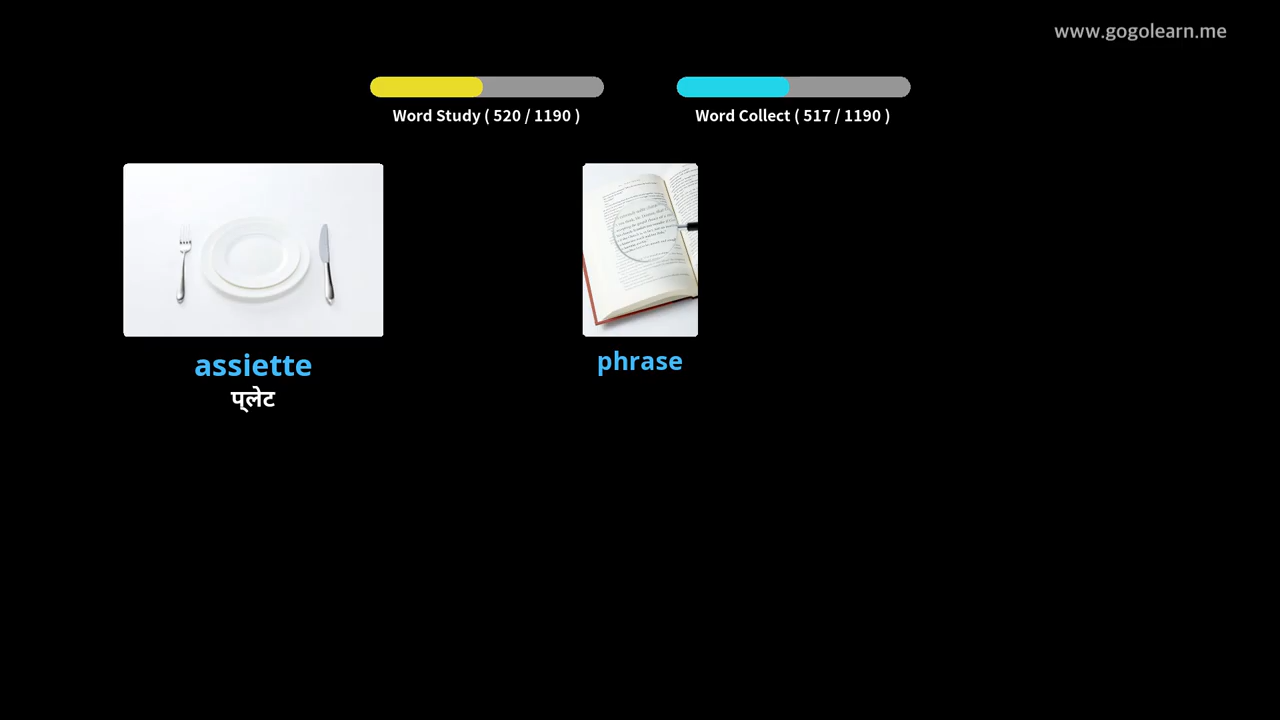 www.gogolearn.me
Word Study ( 520 / 1190 )
Word Collect ( 517 / 1190 )
assiette
प्लेट
phrase